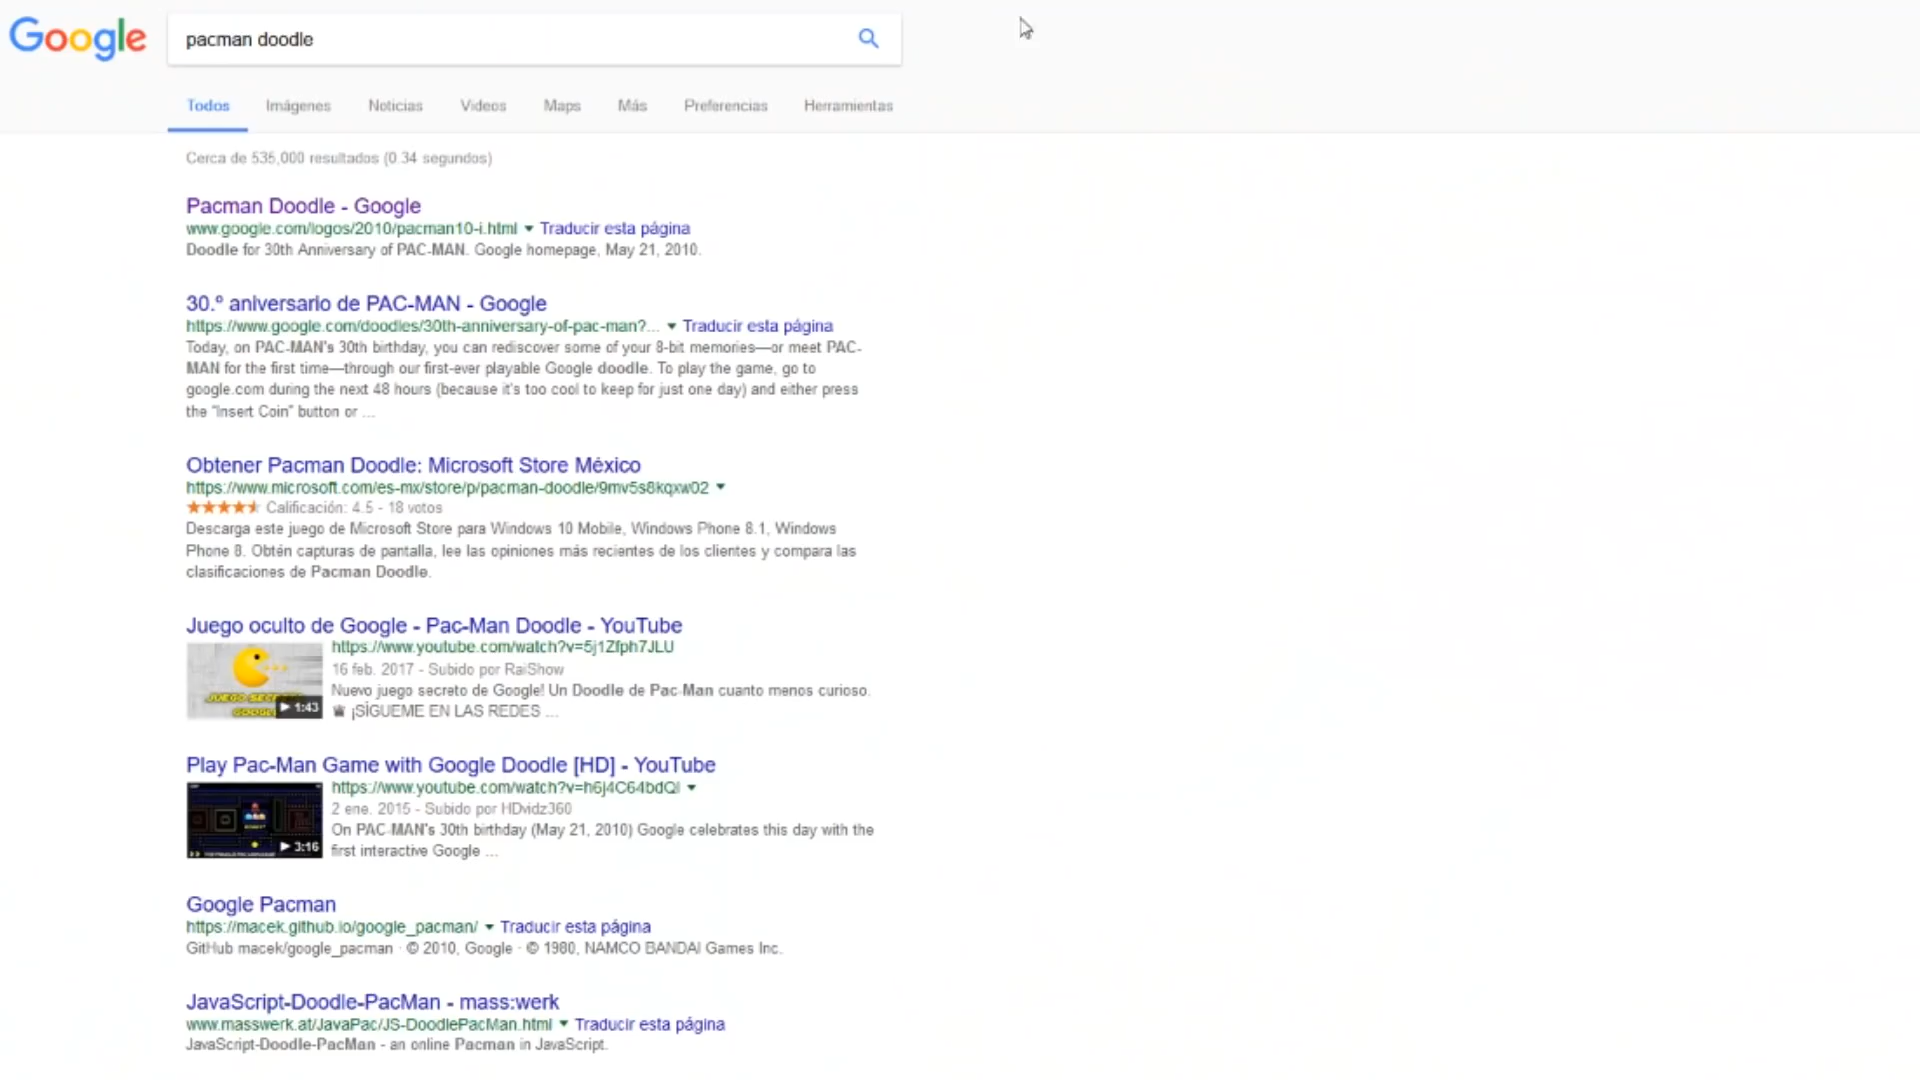 Google
pacman doodle
Todos Imágenes Noticias Videos Maps Más Preferencias Herramientas
Cerca de 535,000 resultados (0.34 segundos)
Pacman Doodle - Google
www.google.com/logos/2010/pacman10-i.html Traducir esta página
Doodle for 30th Anniversary of PAC-MAN. Google homepage, May 21, 2010.
30.º aniversario de PAC-MAN - Google
https://www.google.com/doodles/30th-anniversary-of-pac-man?... Traducir esta página
Today, on PAC-MAN's 30th birthday, you can rediscover some of your 8-bit memories—or meet PAC-
MAN for the first time—through our first-ever playable Google doodle. To play the game, go to
google.com during the next 48 hours (because it's too cool to keep for just one day) and either press
the "Insert Coin" button or ...
Obtener Pacman Doodle: Microsoft Store México
https://www.microsoft.com/es-mx/store/p/pacman-doodle/9mv5s8kqxw02
Calificación: 4.5 - 18 votos
Descarga este juego de Microsoft Store para Windows 10 Mobile, Windows Phone 8.1, Windows
Phone 8. Obtén capturas de pantalla, lee las opiniones más recientes de los clientes y compara las
clasificaciones de Pacman Doodle.
Juego oculto de Google - Pac-Man Doodle - YouTube
https://www.youtube.com/watch?v=5j1Zfph7JLU
16 feb. 2017 - Subido por RaiShow
Nuevo juego secreto de Google! Un Doodle de Pac-Man cuanto menos curioso.
♛ ¡SÍGUEME EN LAS REDES ...
1:43
Play Pac-Man Game with Google Doodle [HD] - YouTube
https://www.youtube.com/watch?v=h6j4C64bdQI
2 ene. 2015 - Subido por HDvidz360
On PAC-MAN's 30th birthday (May 21, 2010) Google celebrates this day with the
first interactive Google ...
3:16
Google Pacman
https://macek.github.io/google_pacman/ Traducir esta página
GitHub macek/google_pacman · © 2010, Google · © 1980, NAMCO BANDAI Games Inc.
JavaScript-Doodle-PacMan - mass:werk
www.masswerk.at/JavaPac/JS-DoodlePacMan.html Traducir esta página
JavaScript-Doodle-PacMan - an online Pacman in JavaScript.